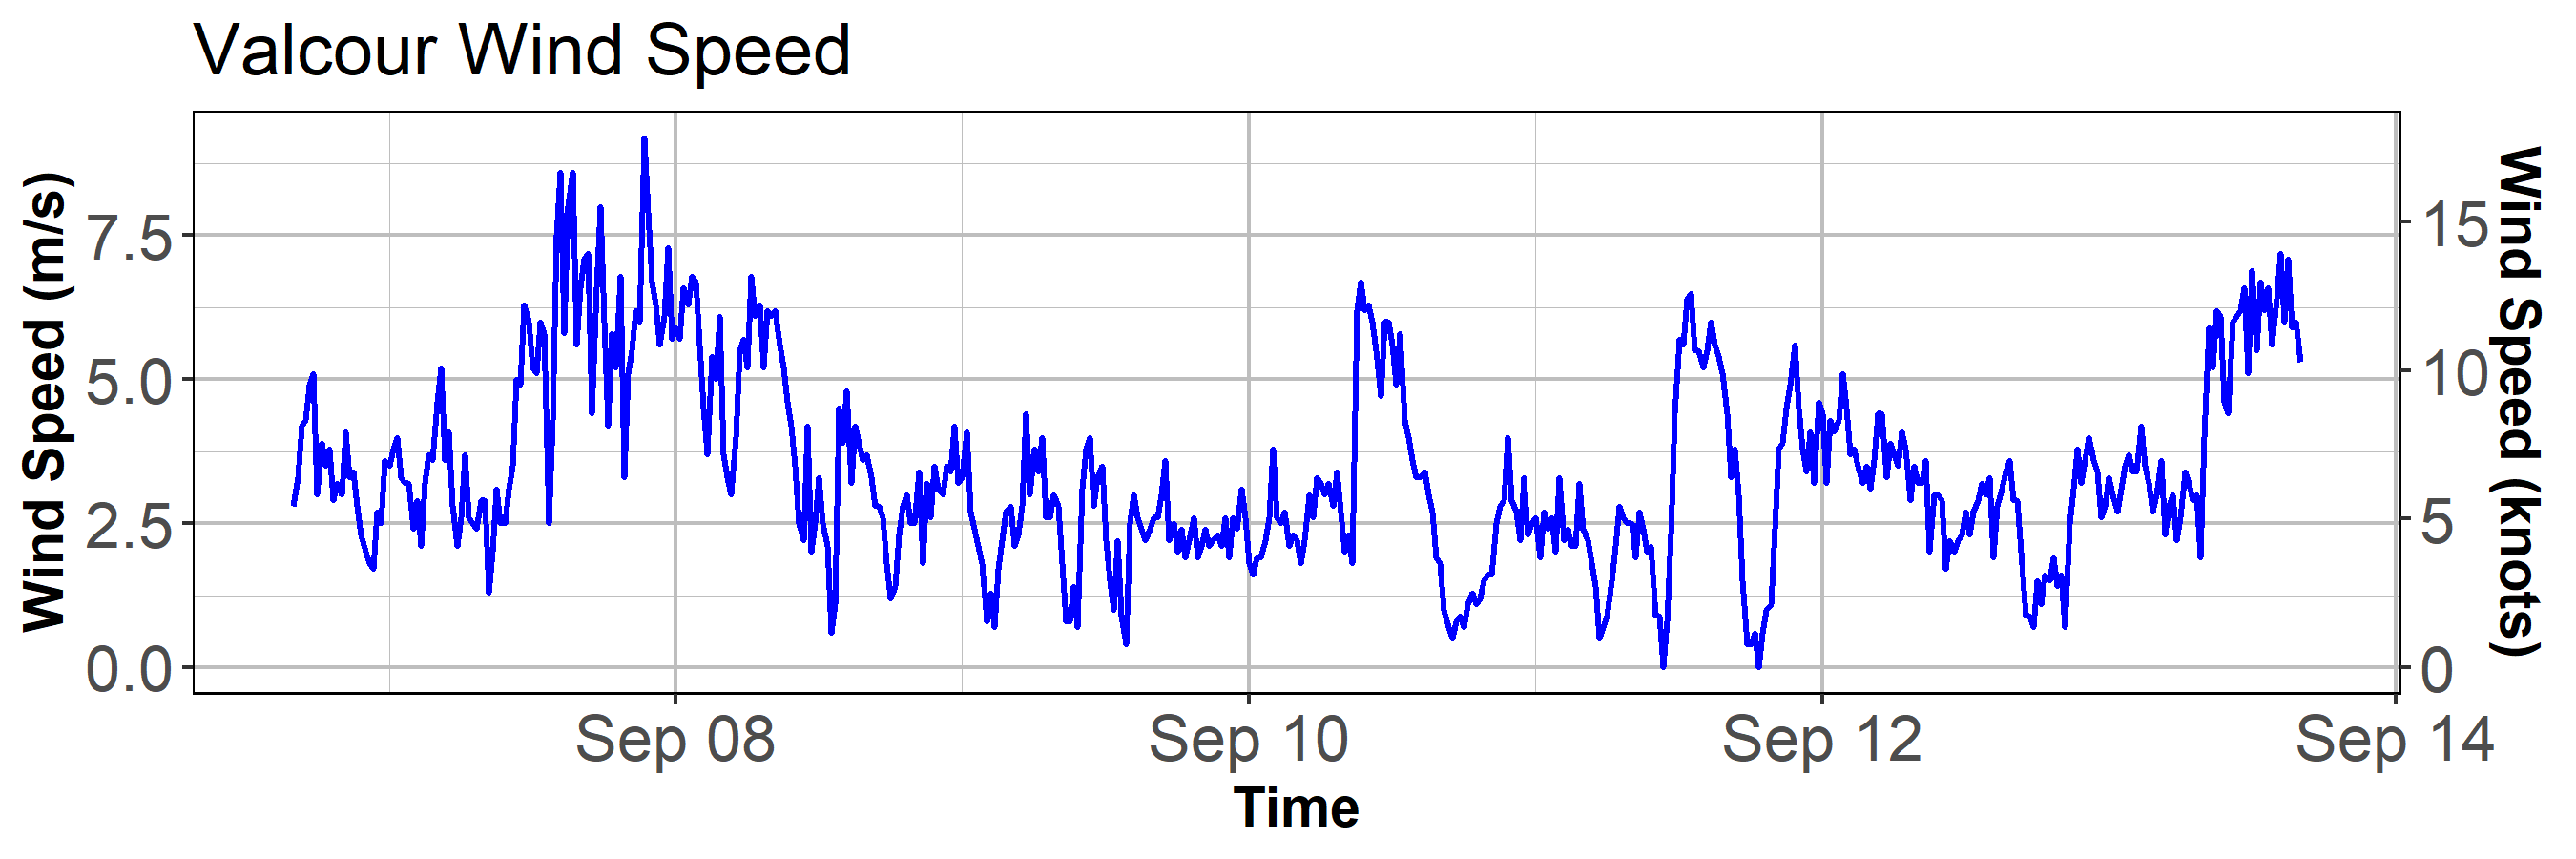 Valcour Wind Speed
Wind Speed (m/s)
7.5
5.0
2.5
0.0
15
10
5
0
Wind Speed (knots)
Sep 08 Sep 10 Sep 12 Sep 14
Time